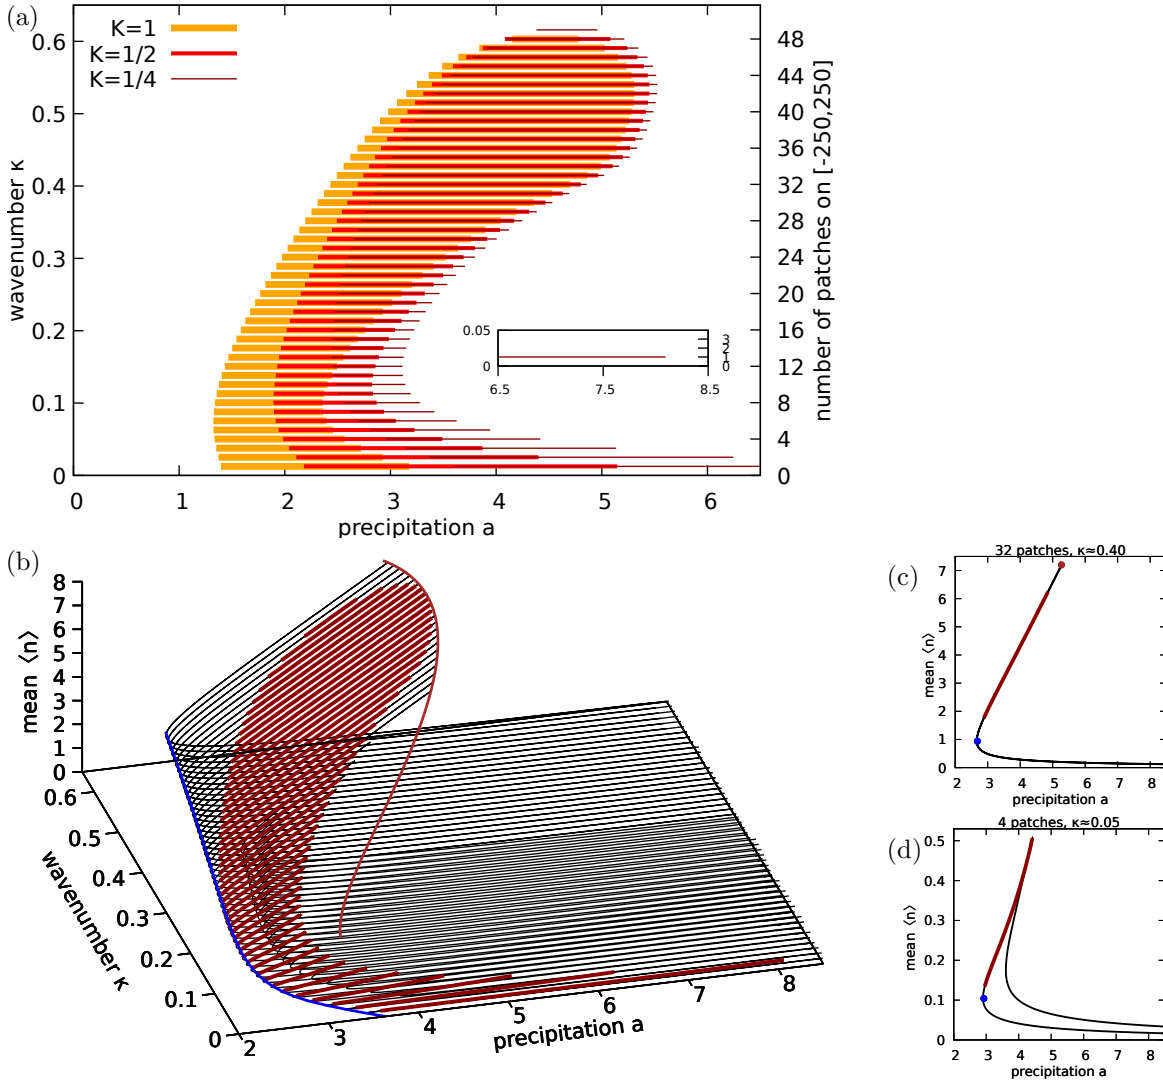 (a)
K=1
K=1/2
K=1/4
0.6
0.5
0.4
0.3
0.2
0.1
0
wavenumber κ
48
44
40
36
32
28
24
20
16
12
8
4
0
number of patches on [-250,250]
0.05
0
3
2
1
0
6.5 7.5 8.5
0 1 2 3 4 5 6
precipitation a
(b)
8
7
6
5
4
3
2
1
0
mean ⟨n⟩
0.6
0.5
0.4
0.3
0.2
0.1
0
wavenumber κ
2 3 4 5 6 7 8
precipitation a
(c)
32 patches, κ≈0.40
7
6
5
4
3
2
1
0
mean ⟨n⟩
2 3 4 5 6 7 8
precipitation a
(d)
4 patches, κ≈0.05
0.5
0.4
0.3
0.2
0.1
0
mean ⟨n⟩
2 3 4 5 6 7 8
precipitation a